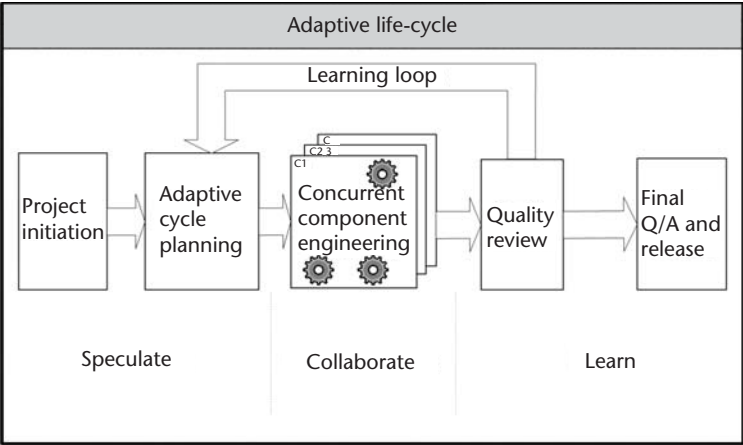 Adaptive life-cycle
Learning loop
C
C2 3
C1
Project
initiation
Adaptive
cycle
planning
Concurrent
component
engineering
Quality
review
Final
Q/A and
release
Speculate
Collaborate
Learn